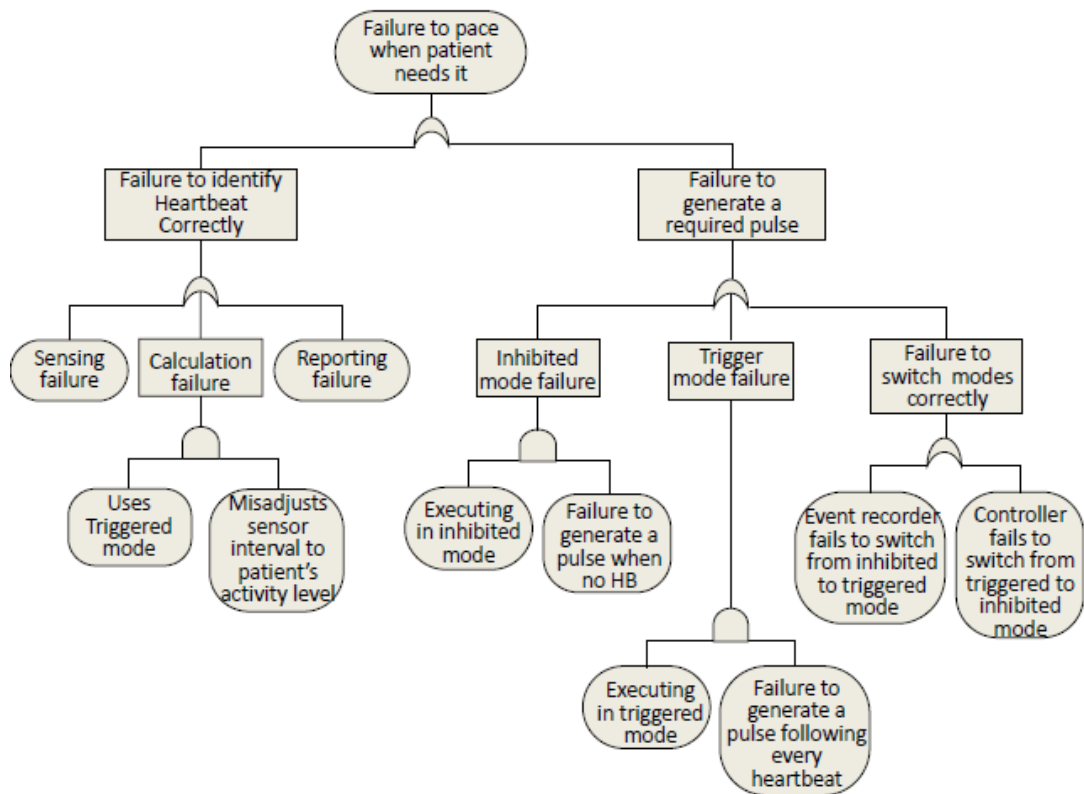 Failure to pace
when patient
needs it
Failure to identify
Heartbeat
Correctly
Failure to
generate a
required pulse
Sensing
failure
Calculation
failure
Reporting
failure
Inhibited
mode failure
Trigger
mode failure
Failure to
switch modes
correctly
Uses
Triggered
mode
Misadjusts
sensor
interval to
patient's
activity level
Executing
in inhibited
mode
Failure to
generate a
pulse when
no HB
Event recorder
fails to switch
from inhibited
to triggered
mode
Controller
fails to
switch from
triggered to
inhibited
mode
Executing
in triggered
mode
Failure to
generate a
pulse following
every
heartbeat